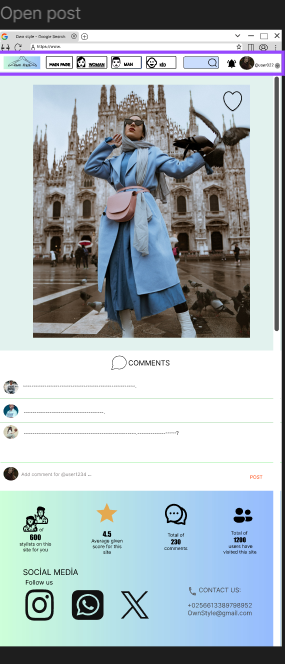 Open post
Own style - Google Search
https://www.
MAIN PAGE
WOMAN
MAN
KID
COMMENTS
Add comment for @user1234 ...
POST
of
600
stylists on this
site for you
4.5
Average given
score for this
site
Total of
230
comments
Total of
1200
users have
visited this site
SOCİAL MEDİA
Follow us
CONTACT US:
+0256613389798952
OwnStyle@gmail.com